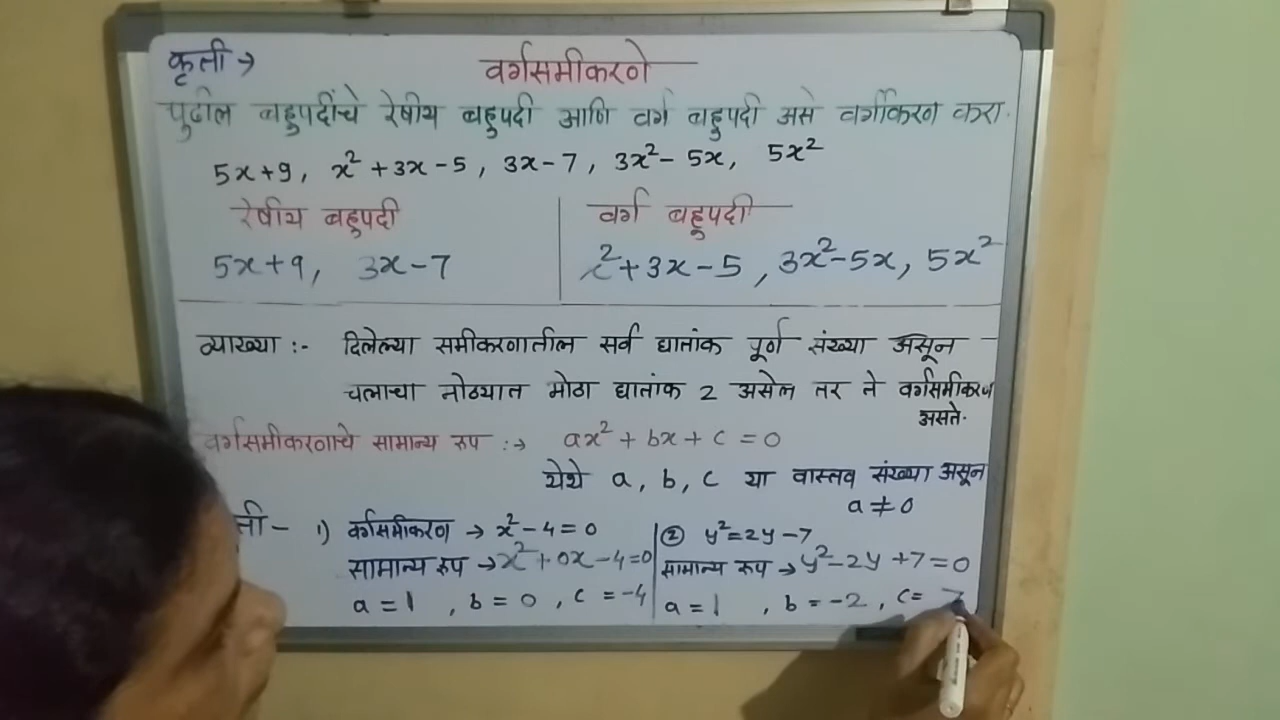 कृती →
वर्गसमीकरणे
पुढील बहुपदींचे रेषीय बहुपदी आणि वर्ग बहुपदी असे वर्गीकरण करा.
5x+9, x²+3x-5, 3x-7, 3x²-5x, 5x²
रेषीय बहुपदी
5x+9, 3x-7
वर्ग बहुपदी
x²+3x-5, 3x²-5x, 5x²
व्याख्या :- दिलेल्या समीकरणातील सर्व घातांक पूर्ण संख्या असून
चलाचा जोठ्यात मोठा घातांक 2 असेल तर ते वर्गसमीकरण
असते.
वर्गसमीकरणाचे सामान्य रूप :→ ax²+bx+c=0
येथे a, b, c या वास्तव संख्या असून
a≠0
ती - 1) वर्गसमीकरण → x²-4=0
सामान्य रूप → x²+0x-4=0
a=1, b=0, c=-4
② y²=2y-7
सामान्य रूप → y²-2y+7=0
a=1, b=-2, c=7